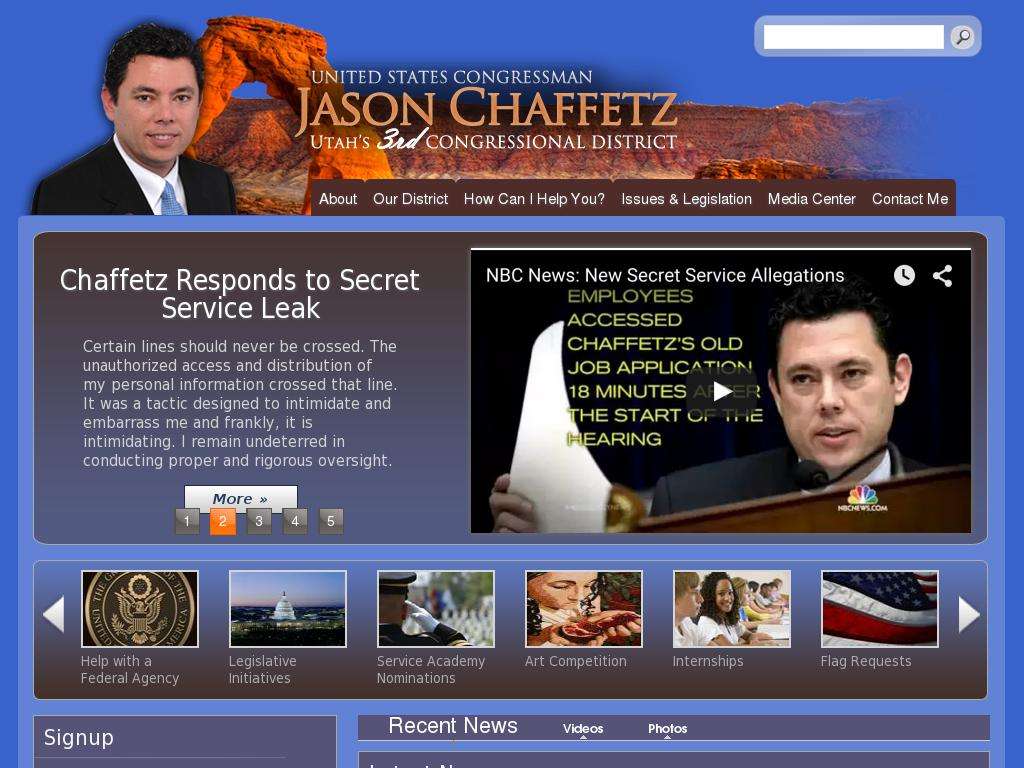 UNITED STATES CONGRESSMAN
JASON CHAFFETZ
UTAH'S 3rd CONGRESSIONAL DISTRICT
About Our District How Can I Help You? Issues & Legislation Media Center Contact Me
Chaffetz Responds to Secret
Service Leak
Certain lines should never be crossed. The
unauthorized access and distribution of
my personal information crossed that line.
It was a tactic designed to intimidate and
embarrass me and frankly, it is
intimidating. I remain undeterred in
conducting proper and rigorous oversight.
More »
1 2 3 4 5
NBC News: New Secret Service Allegations
EMPLOYEES
ACCESSED
CHAFFETZ'S OLD
JOB APPLICATION
18 MINUTES AFTER
THE START OF THE
HEARING
NBCNEWS.COM
Help with a
Federal Agency
Legislative
Initiatives
Service Academy
Nominations
Art Competition
Internships
Flag Requests
Signup
Recent News Videos Photos